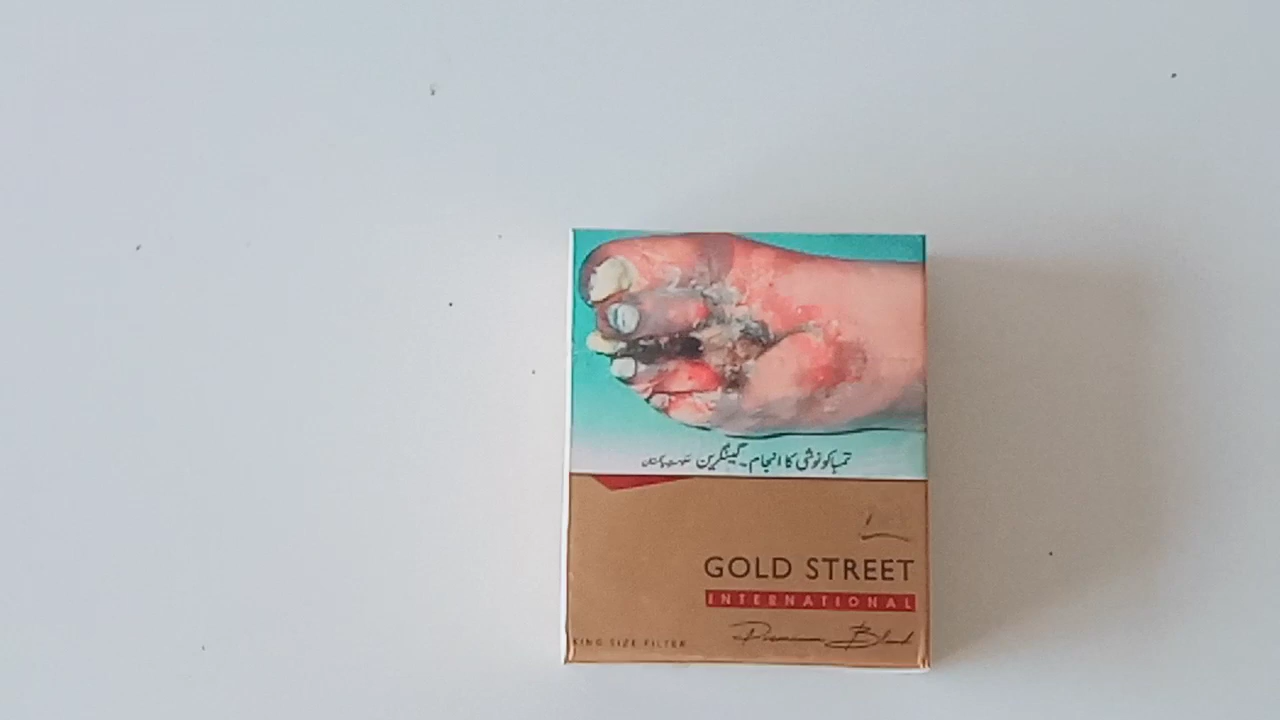 تمباکو نوشی کا انجام۔ گینگرین
GOLD STREET
INTERNATIONAL
Premium Blend
KING SIZE FILTER